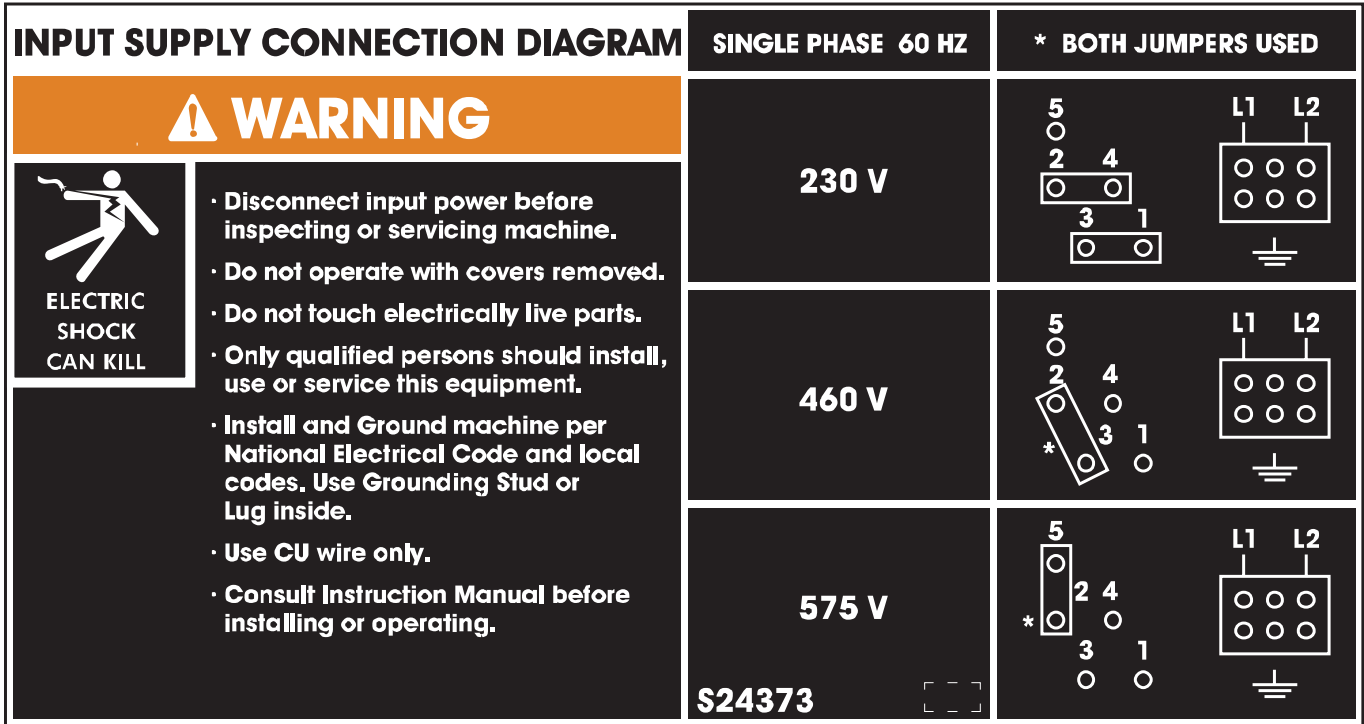 INPUT SUPPLY CONNECTION DIAGRAM
WARNING
ELECTRIC
SHOCK
CAN KILL
· Disconnect input power before
inspecting or servicing machine.
· Do not operate with covers removed.
· Do not touch electrically live parts.
· Only qualified persons should install,
use or service this equipment.
· Install and Ground machine per
National Electrical Code and local
codes. Use Grounding Stud or
Lug inside.
· Use CU wire only.
· Consult Instruction Manual before
installing or operating.
SINGLE PHASE 60 HZ
* BOTH JUMPERS USED
230 V
5
2 4
3 1
L1 L2
460 V
5
2 4
* 3 1
L1 L2
575 V
5
2 4
*
3 1
L1 L2
S24373